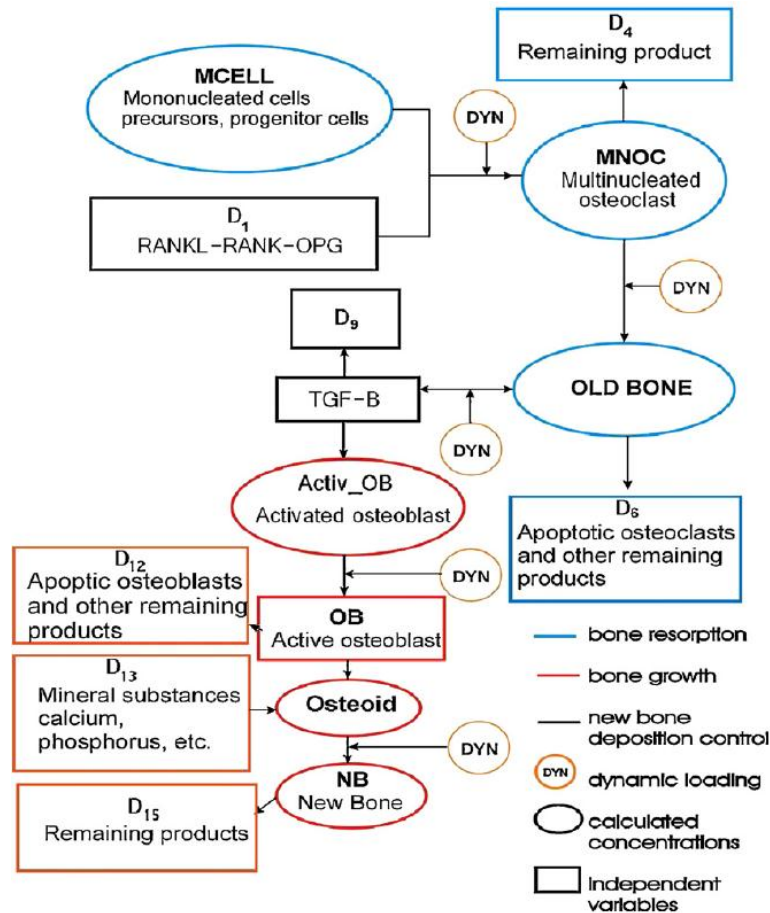 D4
Remaining product
MCELL
Mononucleated cells
precursors, progenitor cells
DYN
MNOC
Multinucleated
osteoclast
D1
RANKL-RANK-OPG
DYN
D9
TGF-B
OLD BONE
DYN
Activ_OB
Activated osteoblast
D6
Apoptotic osteoclasts
and other remaining
products
D12
Apoptic osteoblasts
and other remaining
products
DYN
OB
Active osteoblast
D13
Mineral substances
calcium,
phosphorus, etc.
Osteoid
DYN
NB
New Bone
D15
Remaining products
bone resorption
bone growth
new bone
deposition control
DYN
dynamic loading
calculated
concentrations
Independent
variables